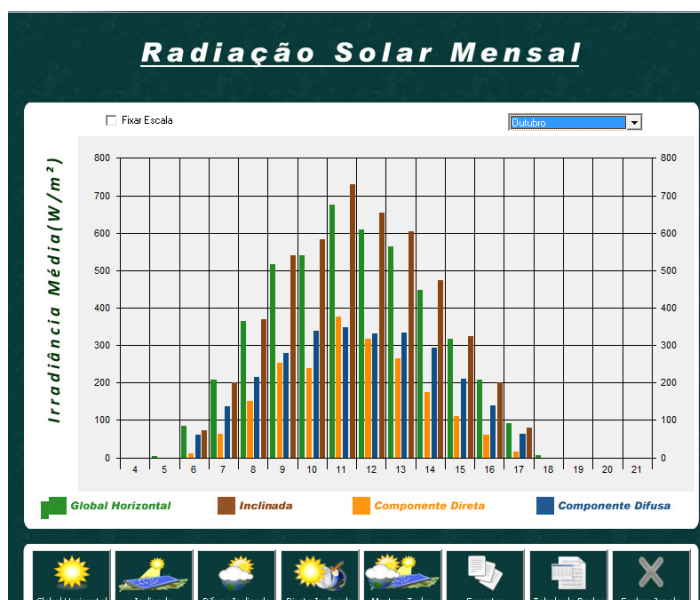 Radiação Solar Mensal
Fixar Escala
Outubro
Irradiância Média(W/m²)
800 800
700 700
600 600
500 500
400 400
300 300
200 200
100 100
0 0
4 5 6 7 8 9 10 11 12 13 14 15 16 17 18 19 20 21
Global Horizontal Inclinada Componente Direta Componente Difusa